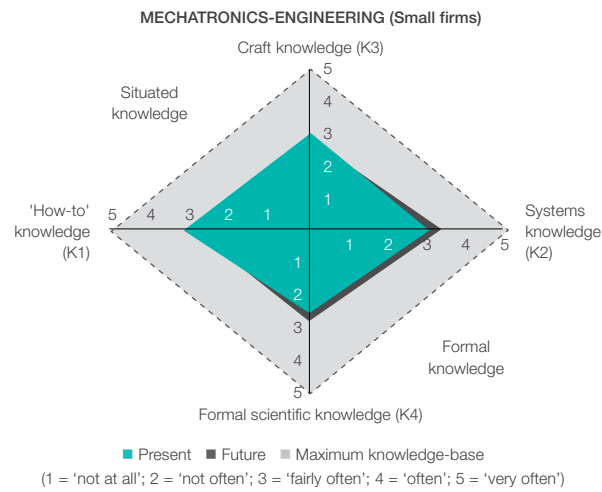 MECHATRONICS-ENGINEERING (Small firms)
Craft knowledge (K3)
5
4
3
2
1
Situated
knowledge
'How-to'
knowledge
(K1)
5 4 3 2 1
1 2 3 4 5
Systems
knowledge
(K2)
1
2
3
4
5
Formal
knowledge
Formal scientific knowledge (K4)
Present Future Maximum knowledge-base
(1 = ‘not at all’; 2 = ‘not often’; 3 = ‘fairly often’; 4 = ‘often’; 5 = ‘very often’)